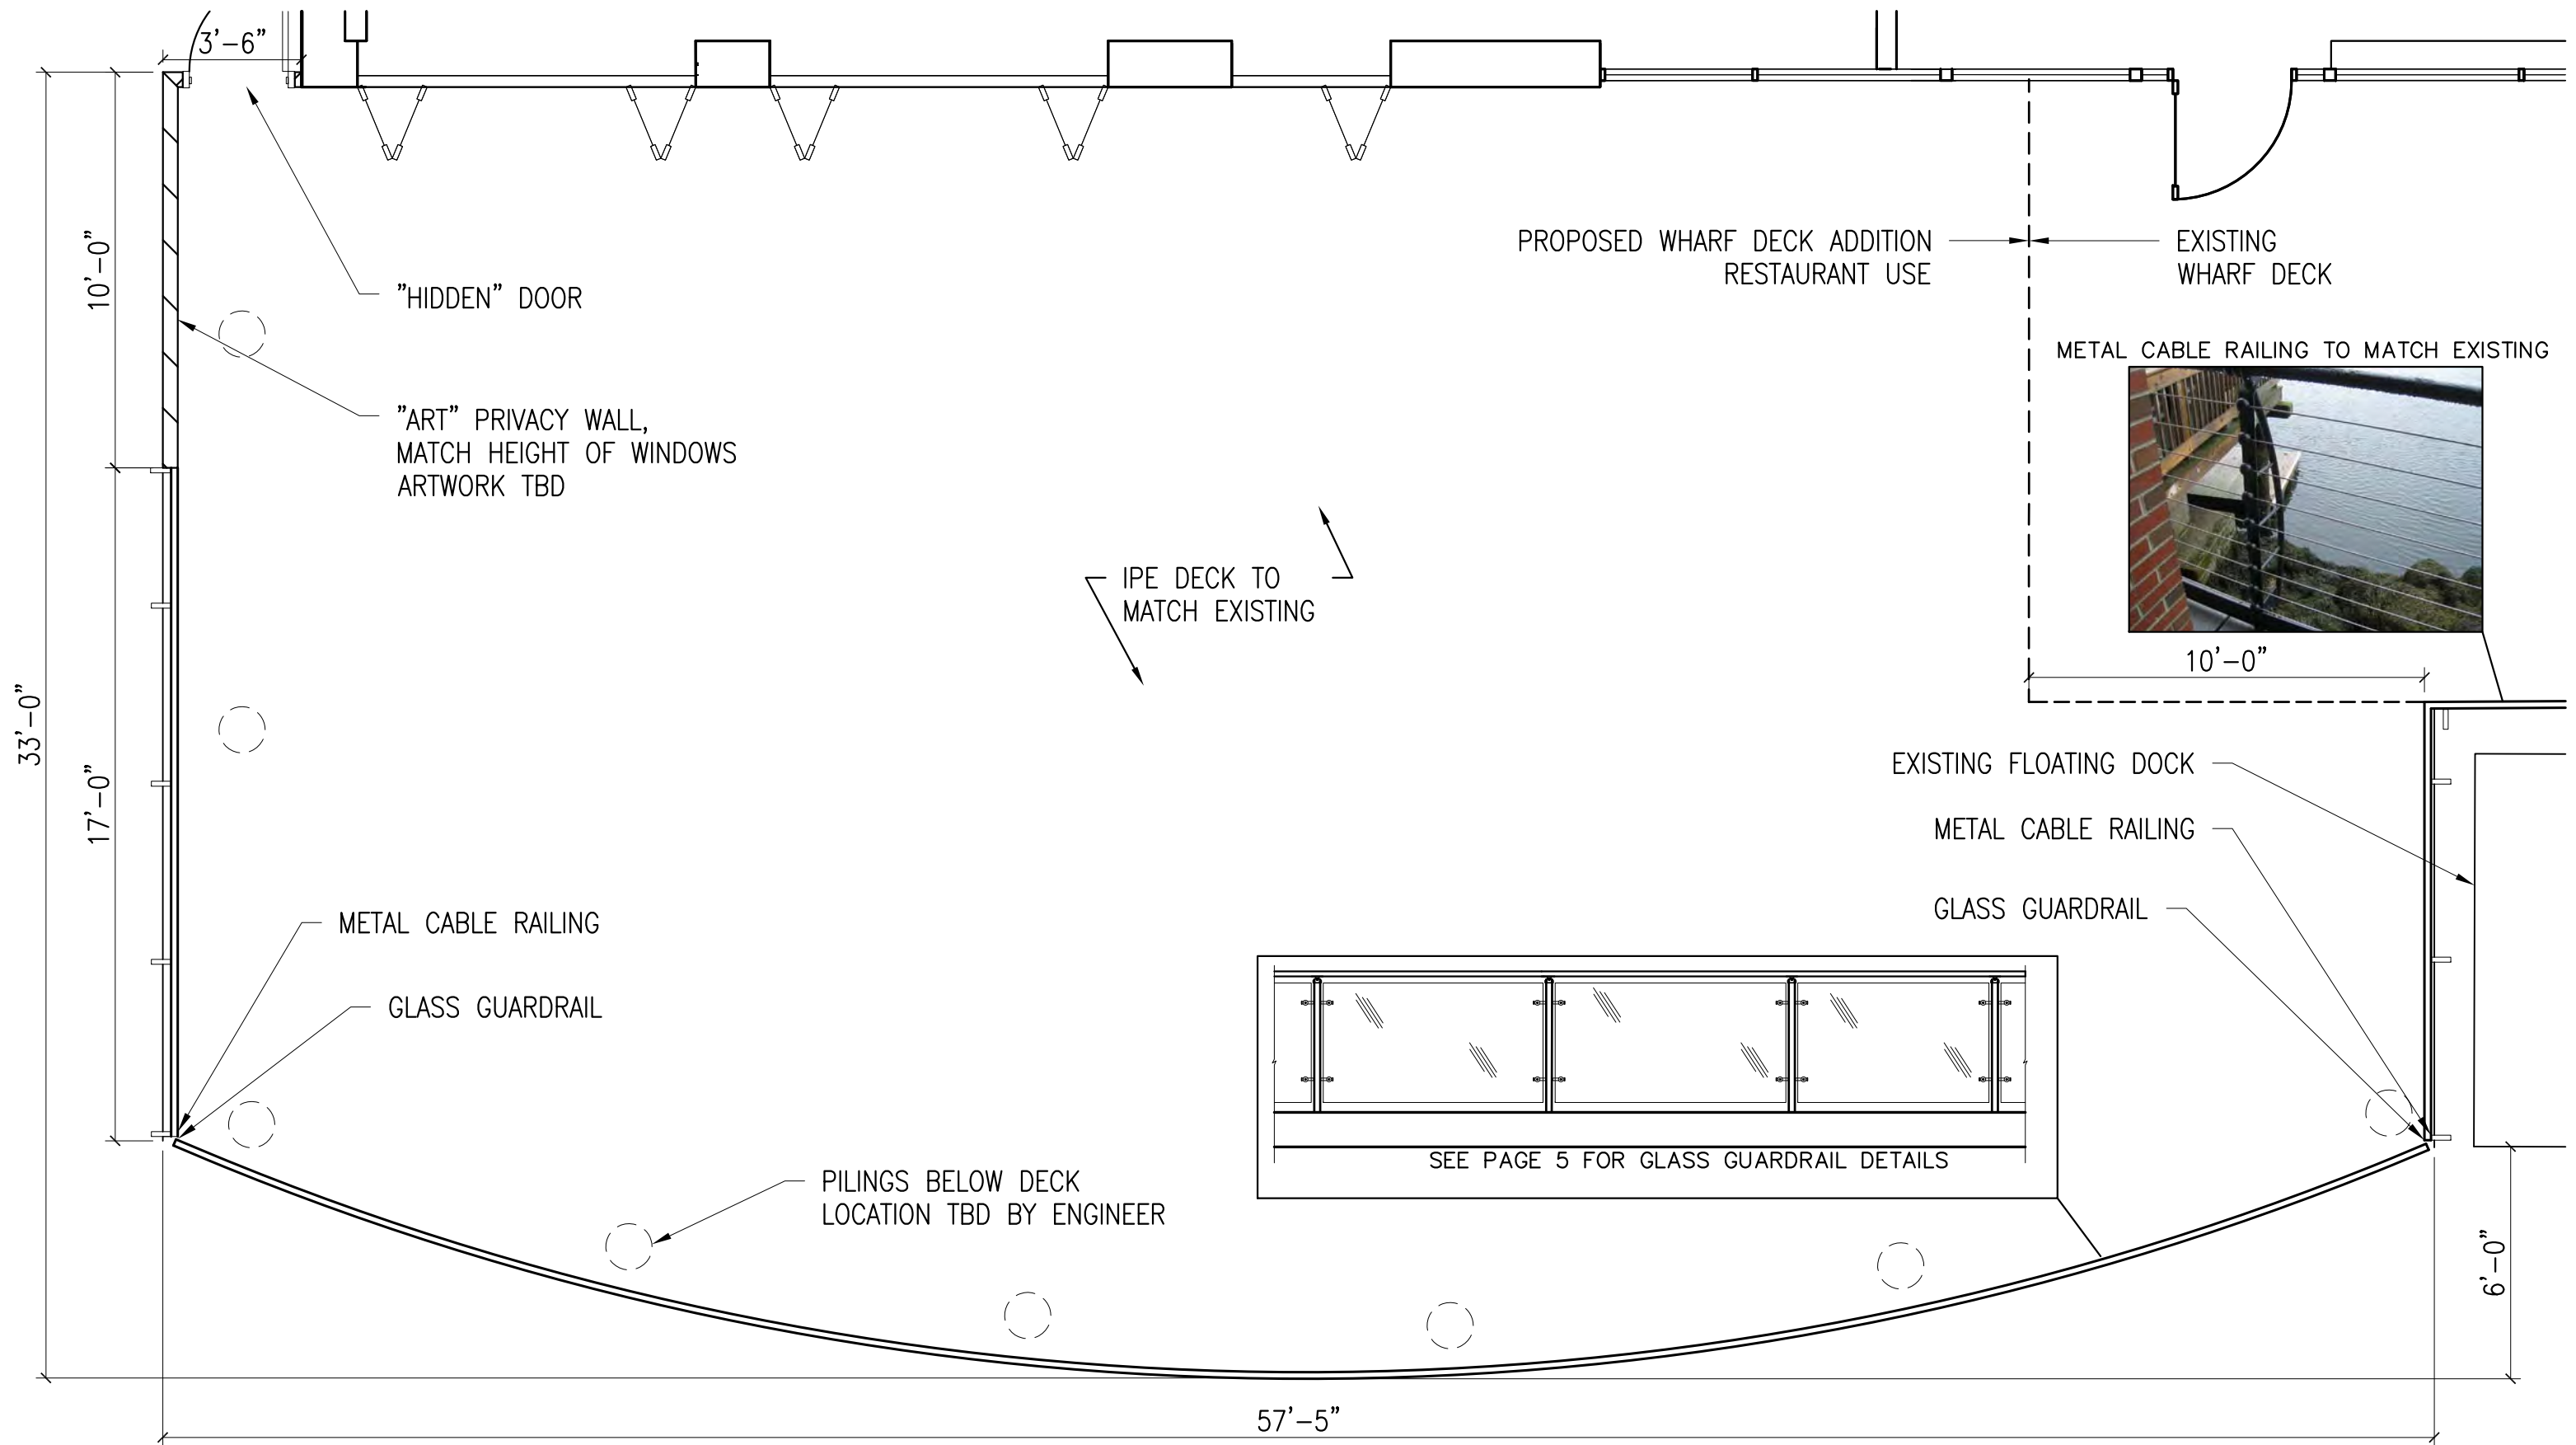 3'-6"
PROPOSED WHARF DECK ADDITION
RESTAURANT USE
EXISTING
WHARF DECK
10'-0"
"HIDDEN" DOOR
METAL CABLE RAILING TO MATCH EXISTING
"ART" PRIVACY WALL,
MATCH HEIGHT OF WINDOWS
ARTWORK TBD
IPE DECK TO
MATCH EXISTING
10'-0"
33'-0"
17'-0"
EXISTING FLOATING DOCK
METAL CABLE RAILING
GLASS GUARDRAIL
METAL CABLE RAILING
GLASS GUARDRAIL
SEE PAGE 5 FOR GLASS GUARDRAIL DETAILS
PILINGS BELOW DECK
LOCATION TBD BY ENGINEER
6'-0"
57'-5"